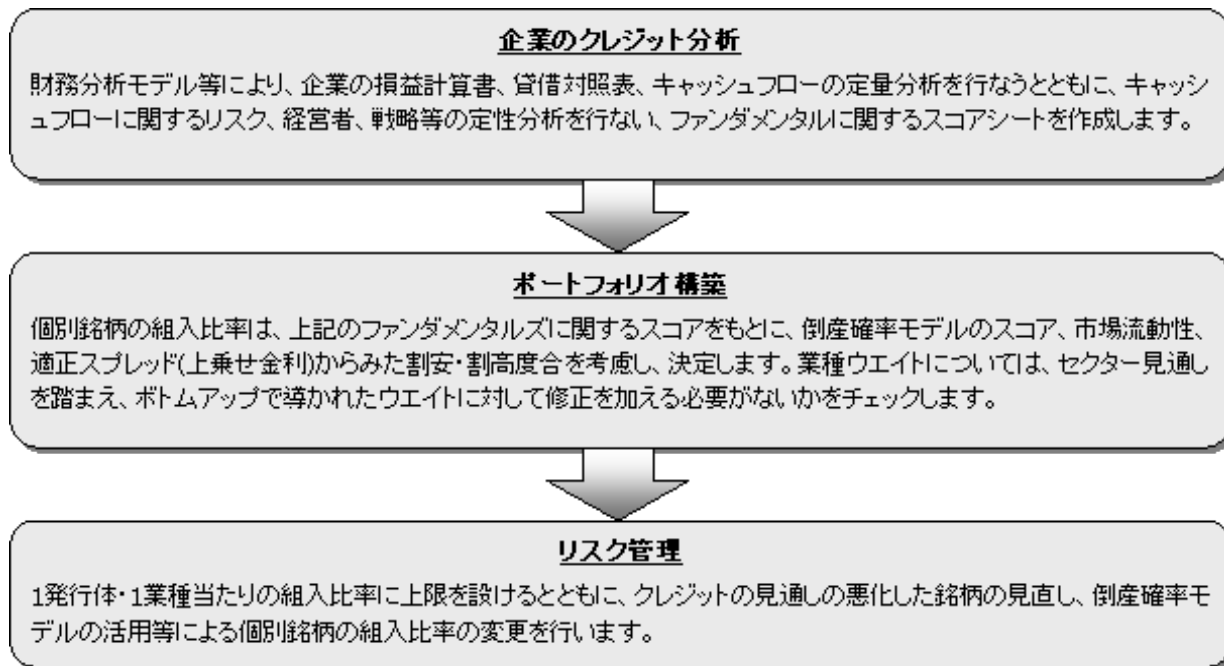 企業のクレジット分析
財務分析モデル等により、企業の損益計算書、貸借対照表、キャッシュフローの定量分析を行なうとともに、キャッシ
ュフローに関するリスク、経営者、戦略等の定性分析を行ない、ファンダメンタルに関するスコアシートを作成します。
ポートフォリオ構築
個別銘柄の組入比率は、上記のファンダメンタルズに関するスコアをもとに、倒産確率モデルのスコア、市場流動性、
適正スプレッド(上乗せ金利)からみた割安・割高度合を考慮し、決定します。業種ウエイトについては、セクター見通し
を踏まえ、ボトムアップで導かれたウエイトに対して修正を加える必要がないかをチェックします。
リスク管理
1発行体・1業種当たりの組入比率に上限を設けるとともに、クレジットの見通しの悪化した銘柄の見直し、倒産確率モ
デルの活用等による個別銘柄の組入比率の変更を行います。